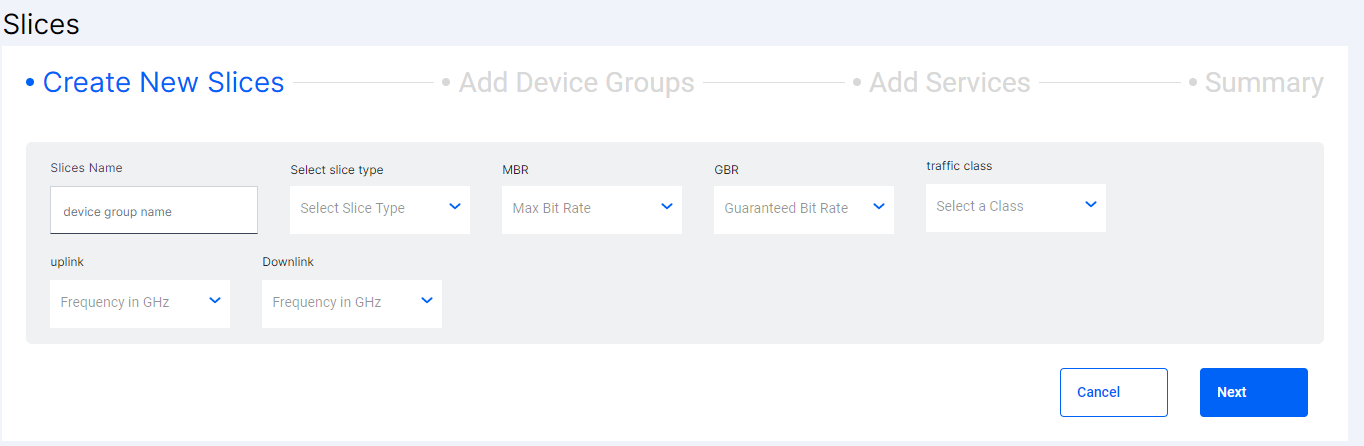 Slices
Create New Slices Add Device Groups Add Services Summary
Slices Name Select slice type MBR GBR traffic class
device group name Select Slice Type Max Bit Rate Guaranteed Bit Rate Select a Class
uplink Downlink
Frequency in GHz Frequency in GHz
Cancel Next